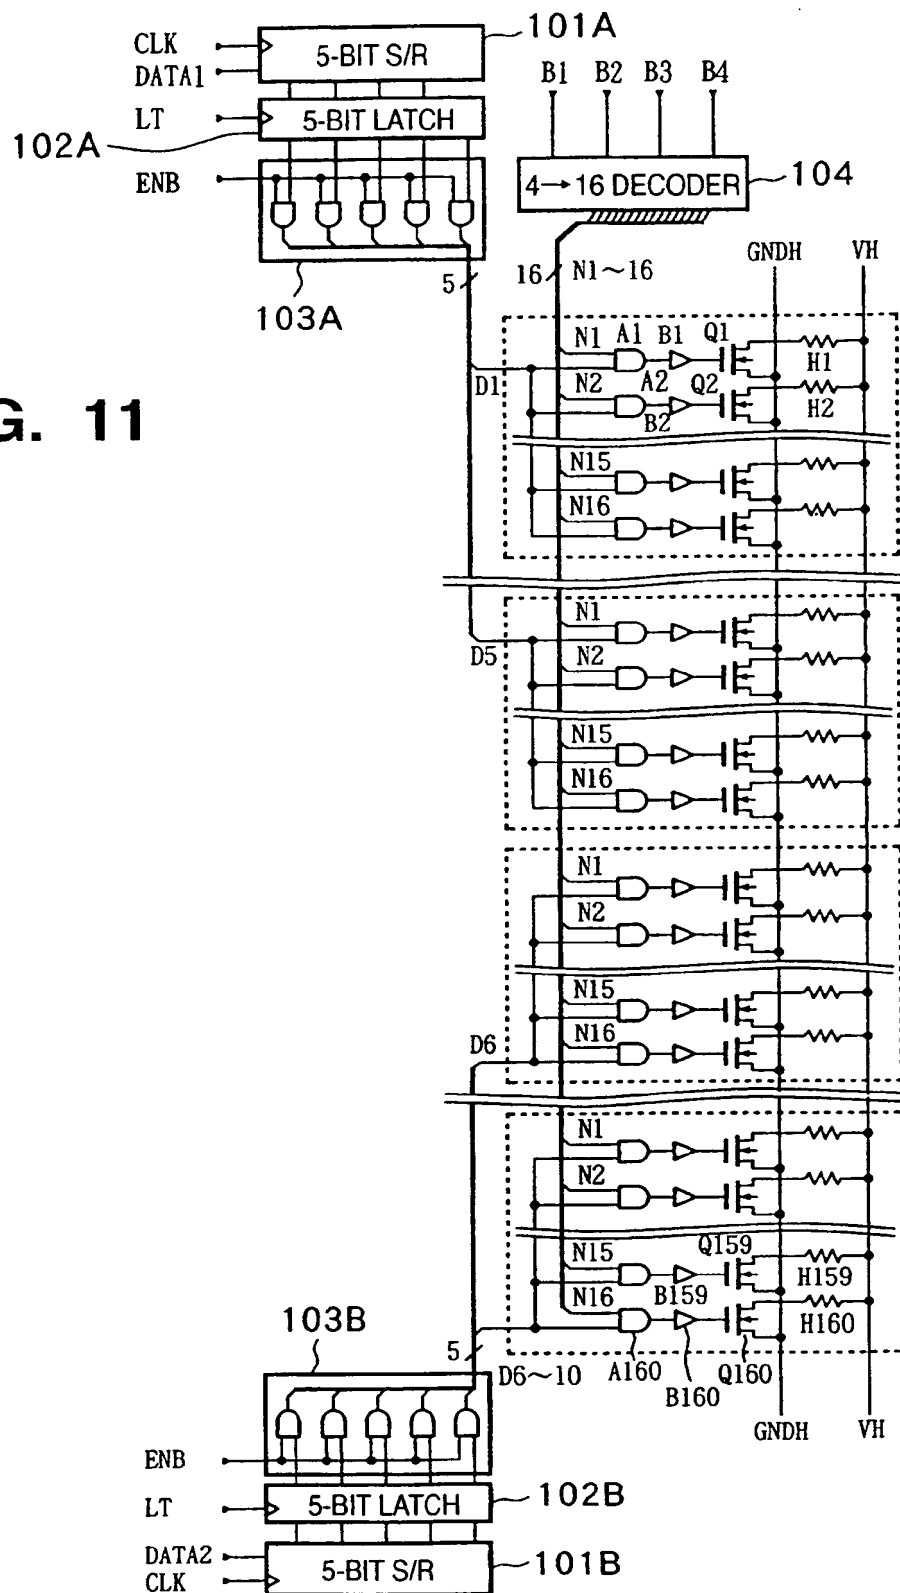 101A
CLK
5-BIT S/R
DATA1
B1 B2 B3 B4
LT
5-BIT LATCH
102A
ENB
4→16 DECODER
104
GNDH VH
5
16 N1~16
103A
N1 A1 B1 Q1
H1
D1
N2 A2 Q2
B2
H2
G. 11
N15
N16
N1
D5
N2
N15
N16
N1
N2
N15
D6
N16
N1
N2
Q159
N15
H159
B159
N16
H160
103B
5
D6~10
A160
Q160
B160
GNDH VH
ENB
LT
5-BIT LATCH
102B
DATA2
5-BIT S/R
101B
CLK